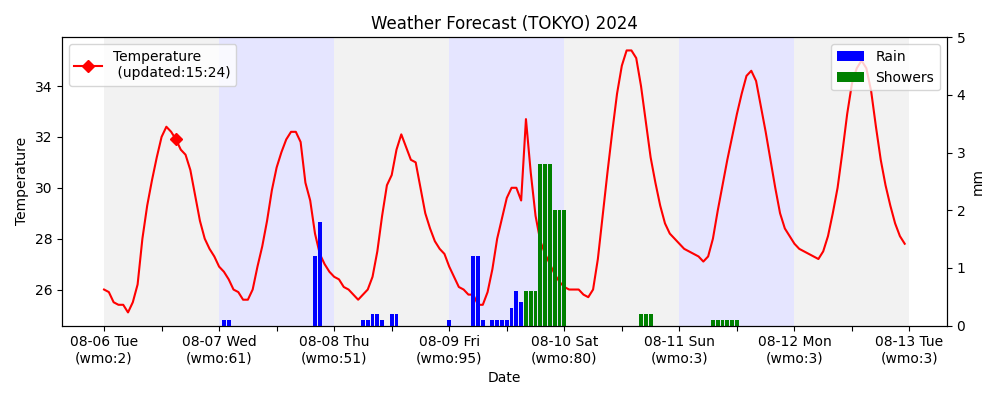 Weather Forecast (TOKYO) 2024
Temperature
(updated:15:24)
Rain
Showers
Temperature
34
32
30
28
26
5
4
3
2
1
0
mm
08-06 Tue
(wmo:2)
08-07 Wed
(wmo:61)
08-08 Thu
(wmo:51)
08-09 Fri
(wmo:95)
08-10 Sat
(wmo:80)
08-11 Sun
(wmo:3)
08-12 Mon
(wmo:3)
08-13 Tue
(wmo:3)
Date